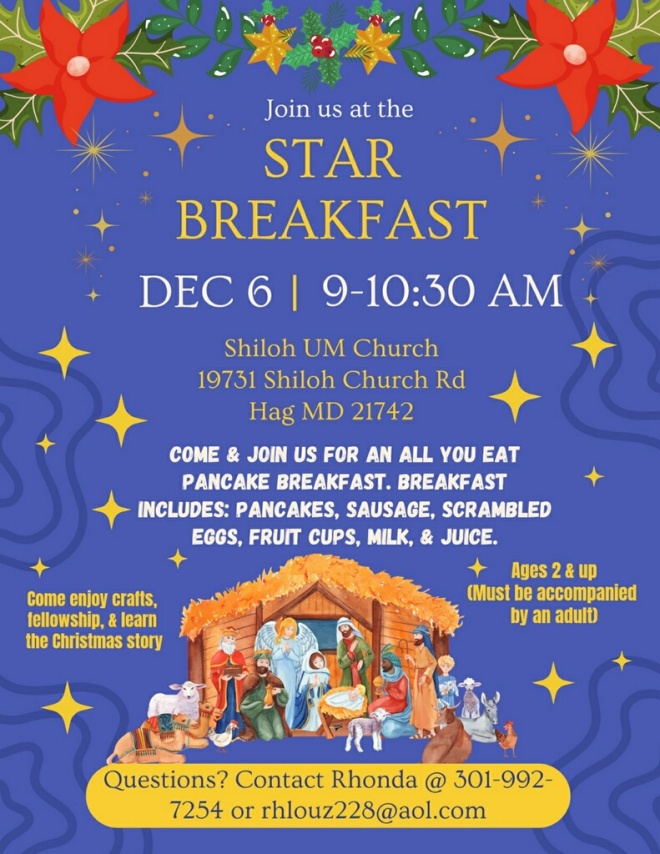 Join us at the
STAR
BREAKFAST
DEC 6 | 9-10:30 AM
Shiloh UM Church
19731 Shiloh Church Rd
Hag MD 21742
COME & JOIN US FOR AN ALL YOU EAT
PANCAKE BREAKFAST. BREAKFAST
INCLUDES: PANCAKES, SAUSAGE, SCRAMBLED
EGGS, FRUIT CUPS, MILK, & JUICE.
Come enjoy crafts,
fellowship, & learn
the Christmas story
Ages 2 & up
(Must be accompanied
by an adult)
Questions? Contact Rhonda @ 301-992-
7254 or rhlouz228@aol.com